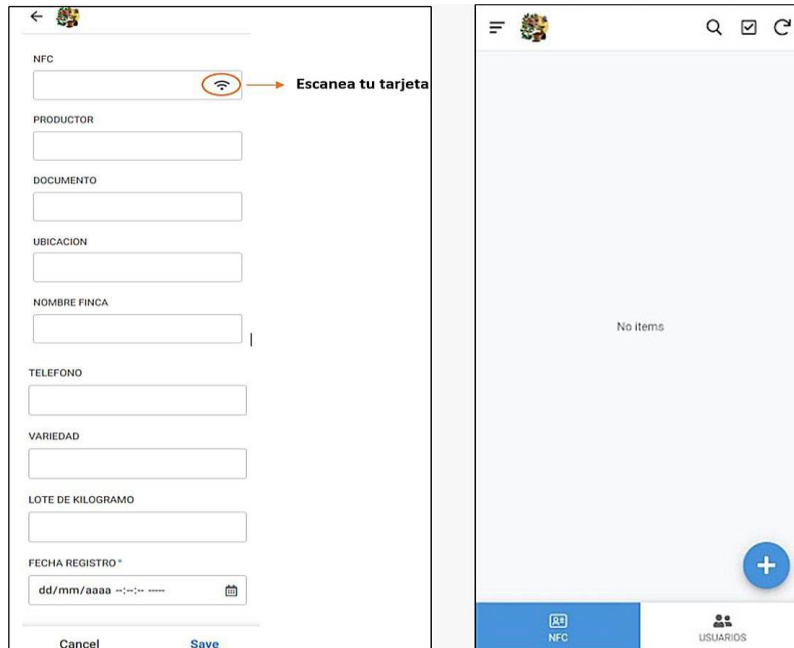 NFC
Escanea tu tarjeta
PRODUCTOR
DOCUMENTO
UBICACION
NOMBRE FINCA
TELEFONO
VARIEDAD
LOTE DE KILOGRAMO
FECHA REGISTRO*
dd/mm/aaaa --:--:-- -----
Cancel Save
No items
NFC USUARIOS